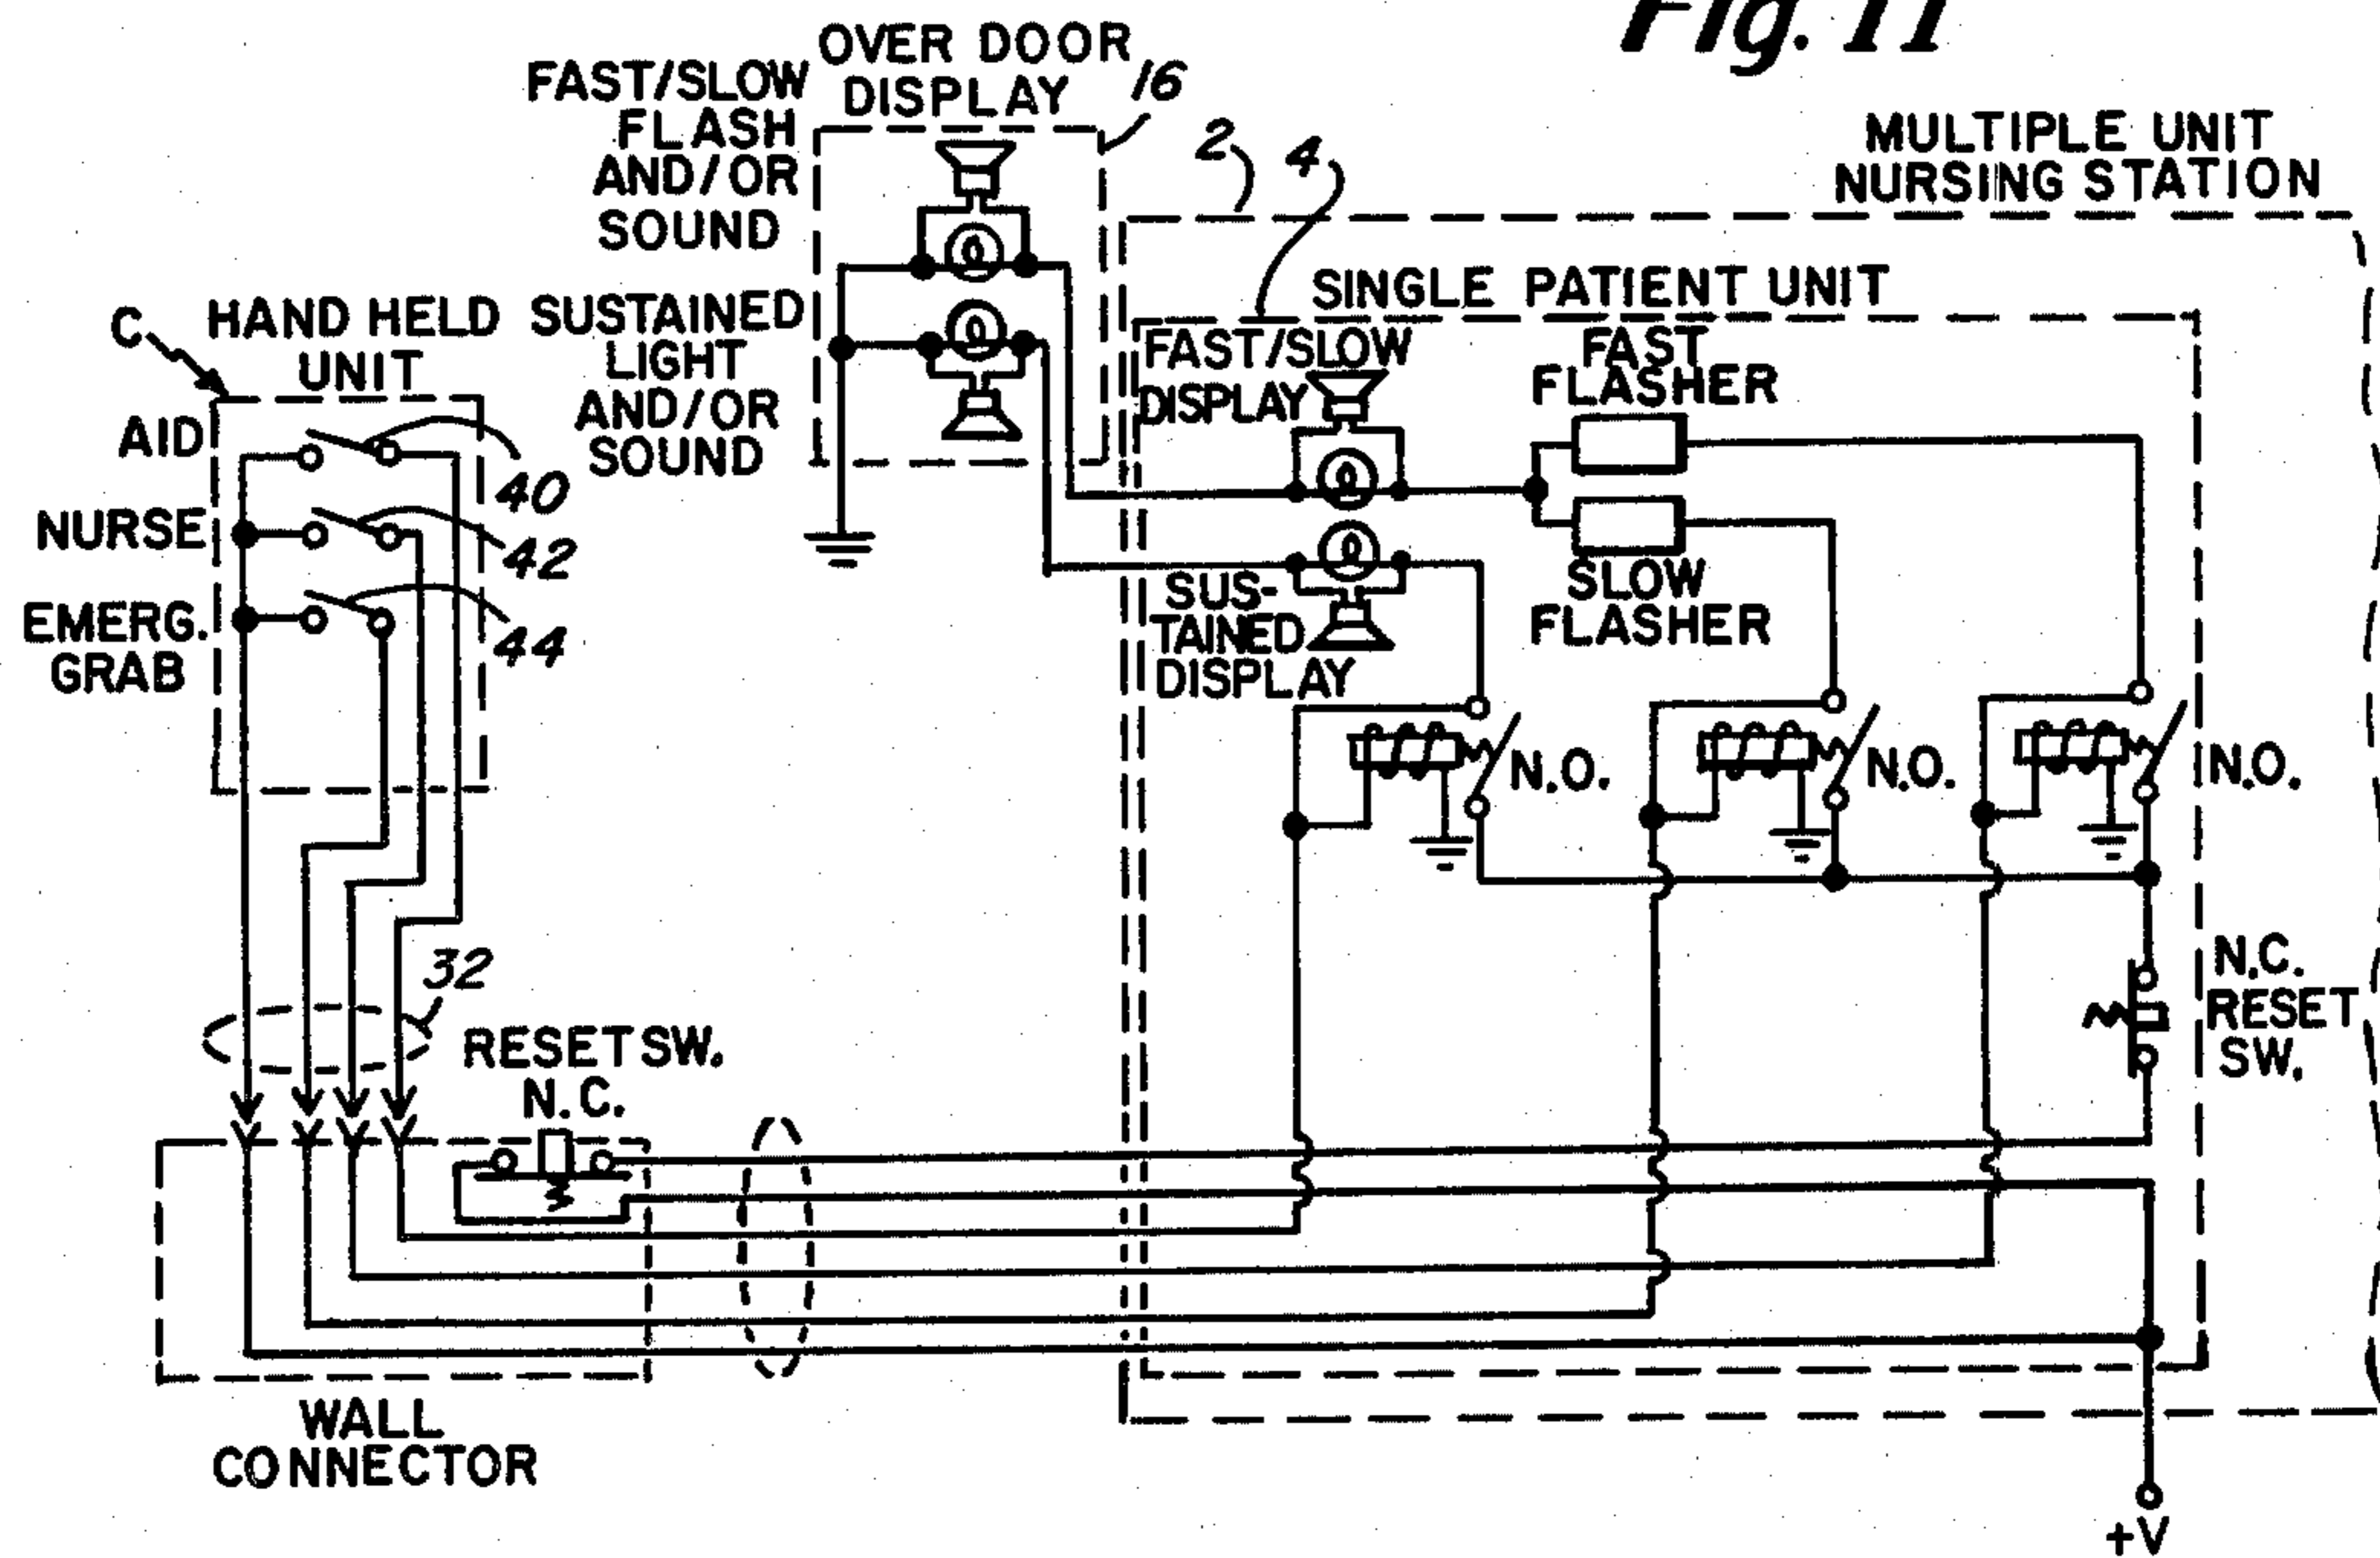 Fig. 11
OVER DOOR
DISPLAY
16
FAST/SLOW
FLASH
AND/OR
SOUND
2
4
MULTIPLE UNIT
NURSING STATION
C
HAND HELD
UNIT
SUSTAINED
LIGHT
AND/OR
SOUND
SINGLE PATIENT UNIT
FAST/SLOW
DISPLAY
FAST
FLASHER
AID
40
NURSE
42
EMERG.
GRAB
44
SLOW
FLASHER
SUS-
TAINED
DISPLAY
N.O.
N.O.
N.O.
32
RESET SW.
N.C.
N.C.
RESET
SW.
WALL
CONNECTOR
+V